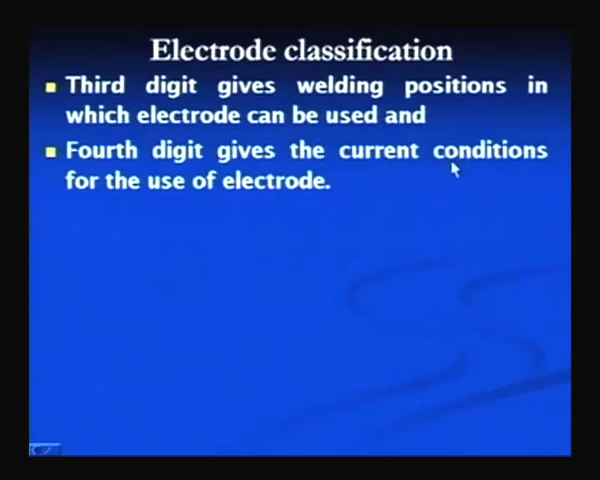 Electrode classification
Third digit gives welding positions in
which electrode can be used and
Fourth digit gives the current conditions
for the use of electrode.